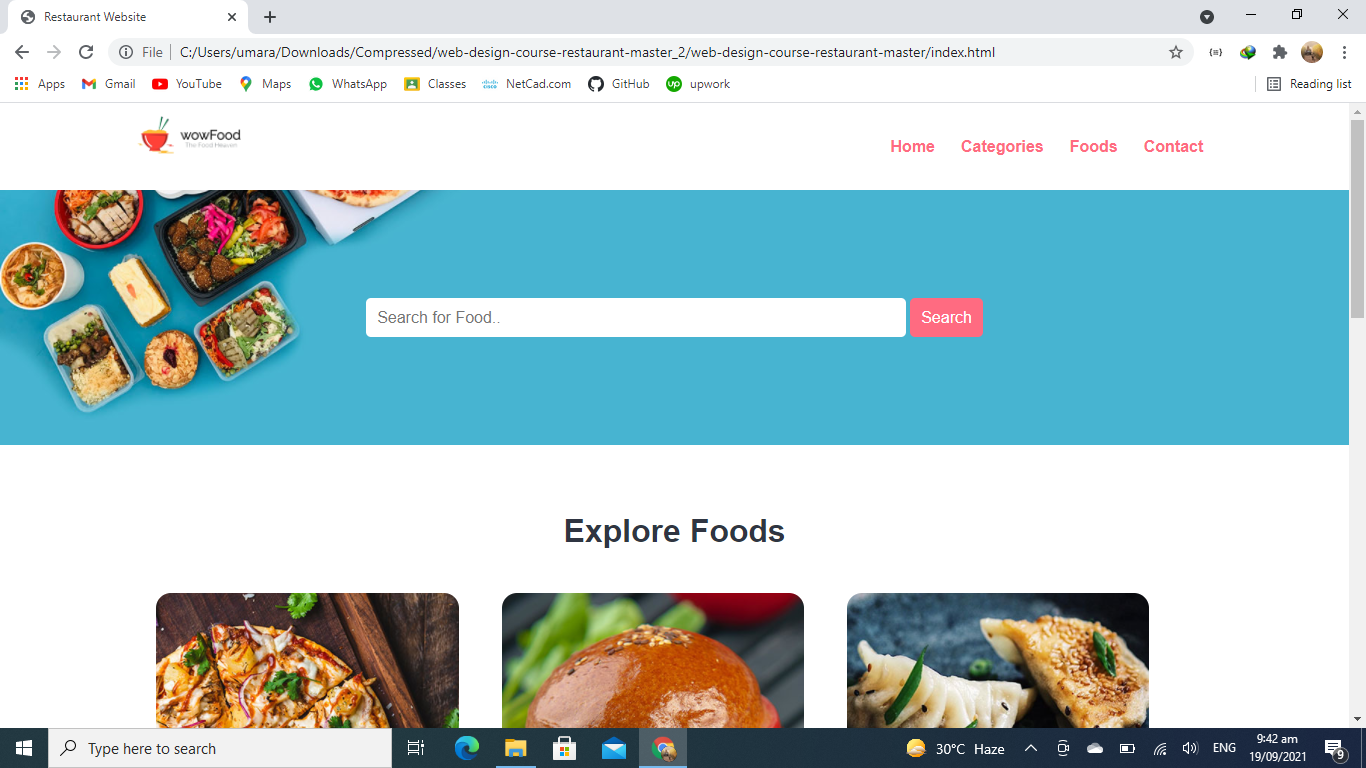 Restaurant Website
File C:/Users/umara/Downloads/Compressed/web-design-course-restaurant-master_2/web-design-course-restaurant-master/index.html
Apps Gmail YouTube Maps WhatsApp Classes NetCad.com GitHub upwork Reading list
wowFood
The Food Heaven
Home Categories Foods Contact
Search for Food.. Search
Explore Foods
Type here to search 30°C Haze ENG 9:42 am
19/09/2021 9